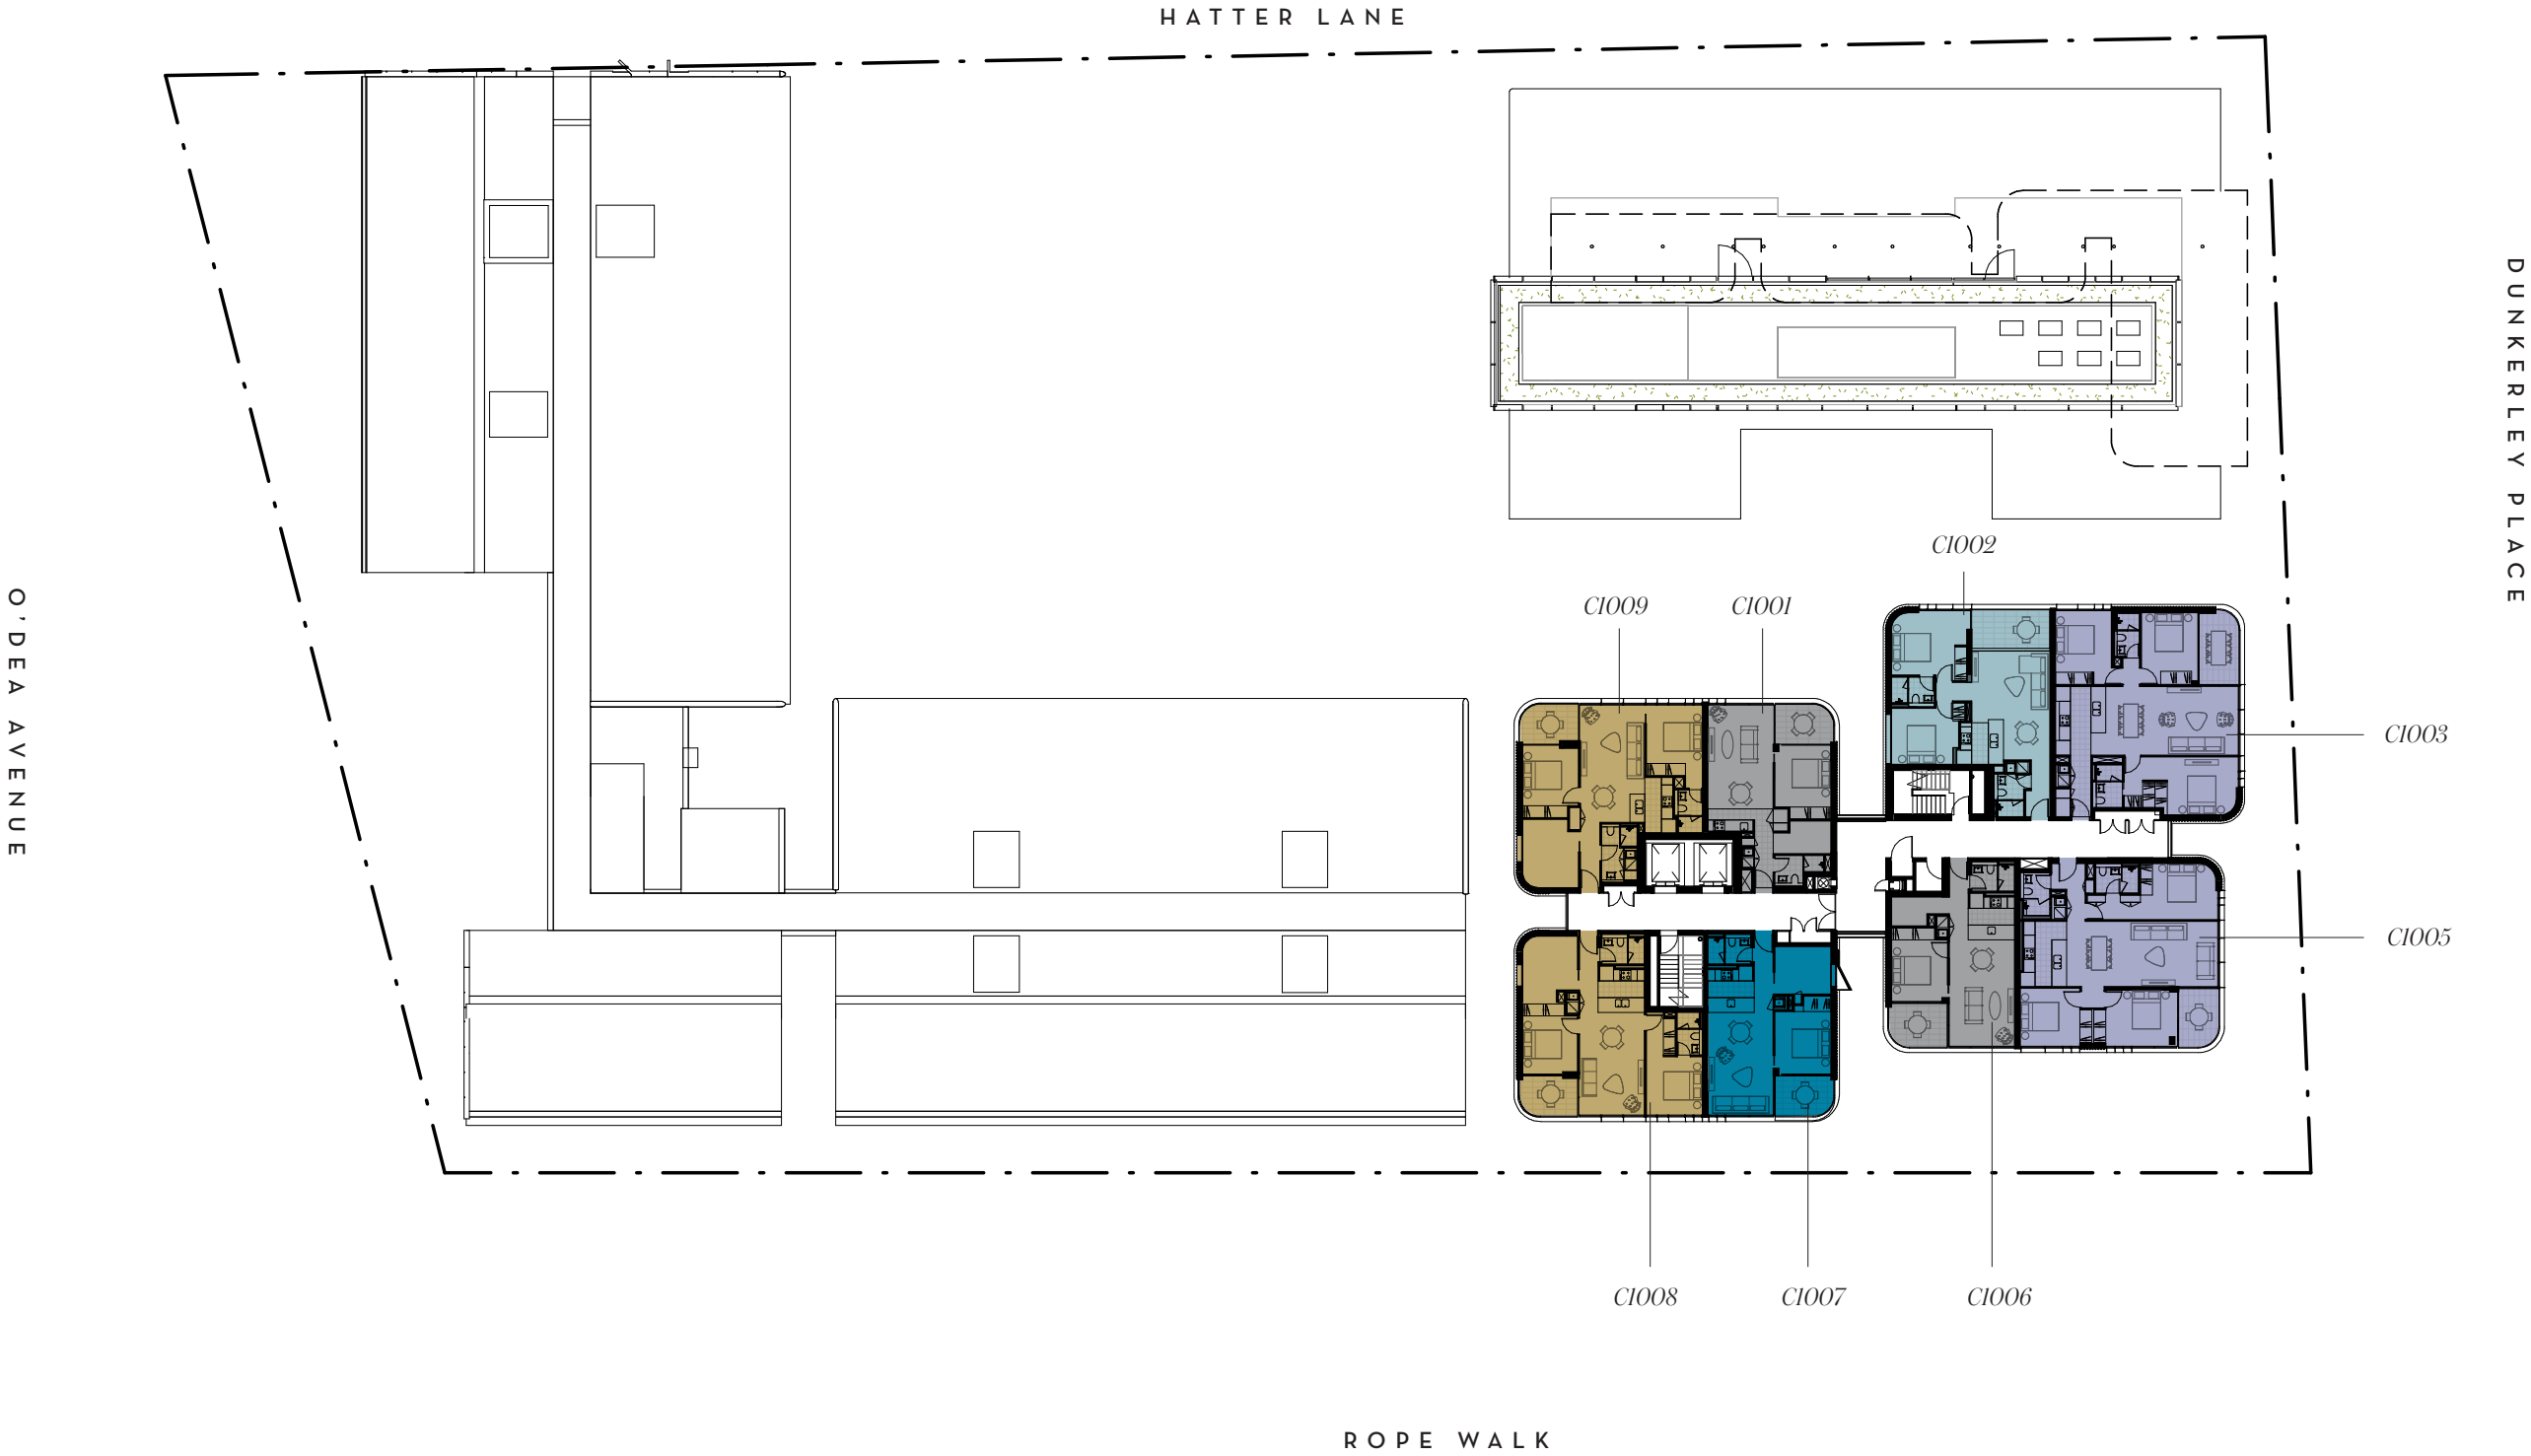 HATTER LANE
DUNKERLEY PLACE
C1002
O'DEA AVENUE
C1009
C1001
C1003
C1005
C1008
C1007
C1006
ROPE WALK